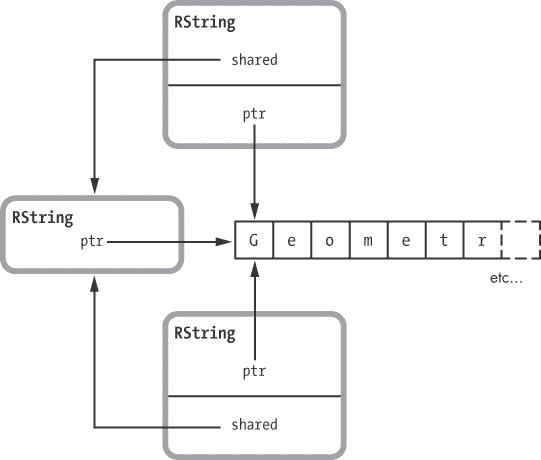 RString
shared
ptr
RString
ptr
G e o m e t r
etc...
RString
ptr
shared